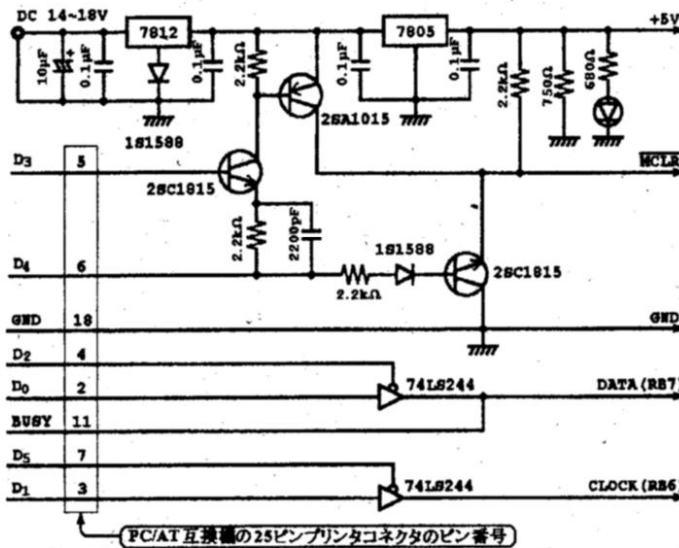 DC 14~18V
7812
7805
+5V
10μF
0.1μF
0.1μF
2.2kΩ
0.1μF
0.1μF
2.2kΩ
750Ω
680Ω
2SA1015
1S1588
D3
5
2SC1815
MCLR
2.2kΩ
2200pF
1S1588
2SC1815
D4
6
2.2kΩ
GND
18
GND
D2
4
D0
2
74LS244
DATA(RB7)
BUSY
11
D5
7
D1
3
74LS244
CLOCK(RB6)
PC/AT互換機の25ピンプリンタコネクタのピン番号